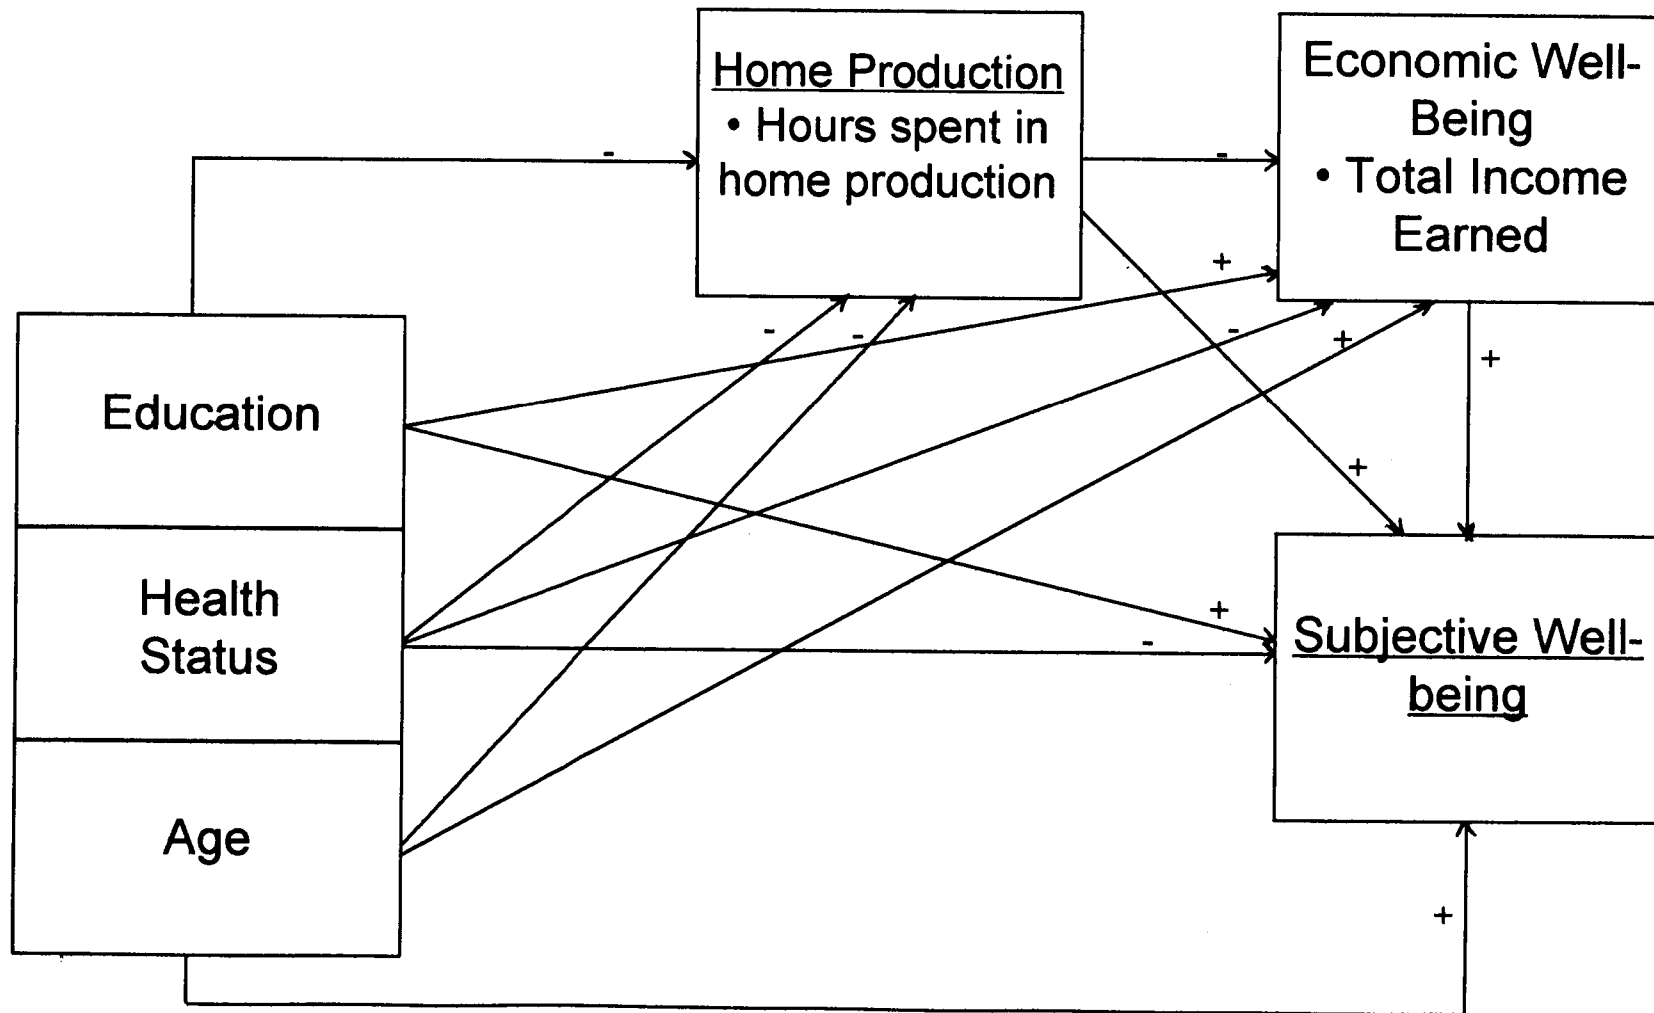 Home Production
• Hours spent in
home production
Economic Well-
Being
• Total Income
Earned
-
-
+
-
-
-
+
+
Education
+
Health
Status
+
-
Subjective Well-
being
Age
+